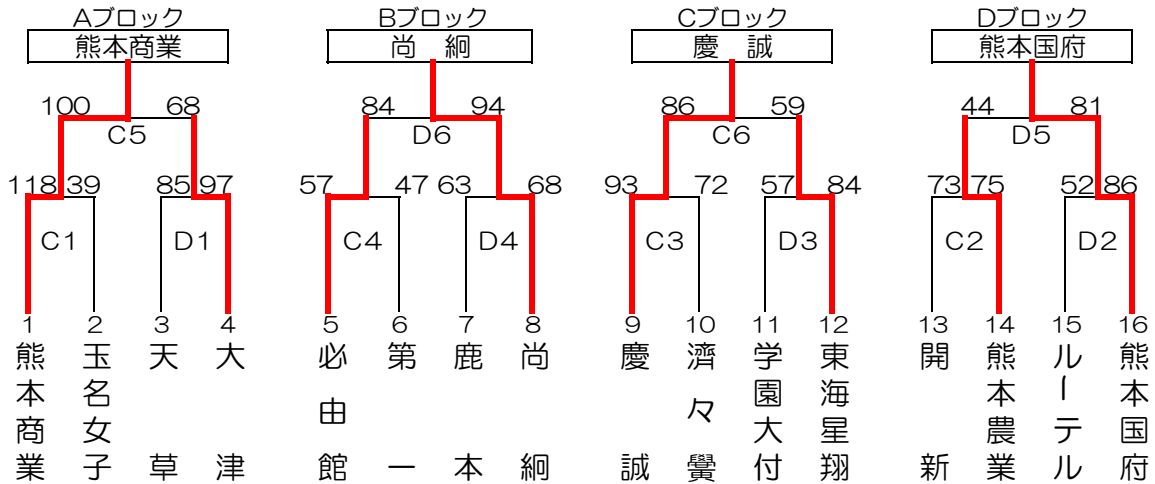 Aブロック Bブロック Cブロック Dブロック
熊本商業 尚絅 慶誠 熊本国府
100 68 84 94 86 59 44 81
C5 D6 C6 D5
118 39 85 97 57 47 63 68 93 72 57 84 73 75 52 86
C1 D1 C4 D4 C3 D3 C2 D2
1 2 3 4 5 6 7 8 9 10 11 12 13 14 15 16
熊本商業
玉名女子
天草
大津
必由館
第一
鹿本
尚絅
慶誠
濟々黌
学園大付
東海星翔
開新
熊本農業
ルーテル
熊本国府